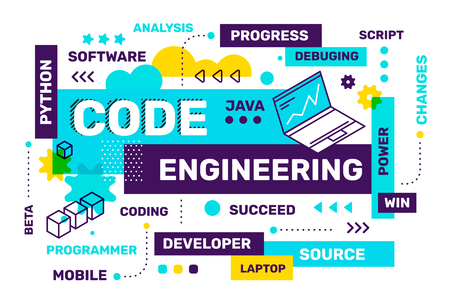 ANALYSIS
PROGRESS
SCRIPT
SOFTWARE
DEBUGING
PYTHON
CHANGES
CODE
JAVA
ENGINEERING
POWER
BETA
CODING
SUCCEED
WIN
PROGRAMMER
DEVELOPER
SOURCE
MOBILE
LAPTOP